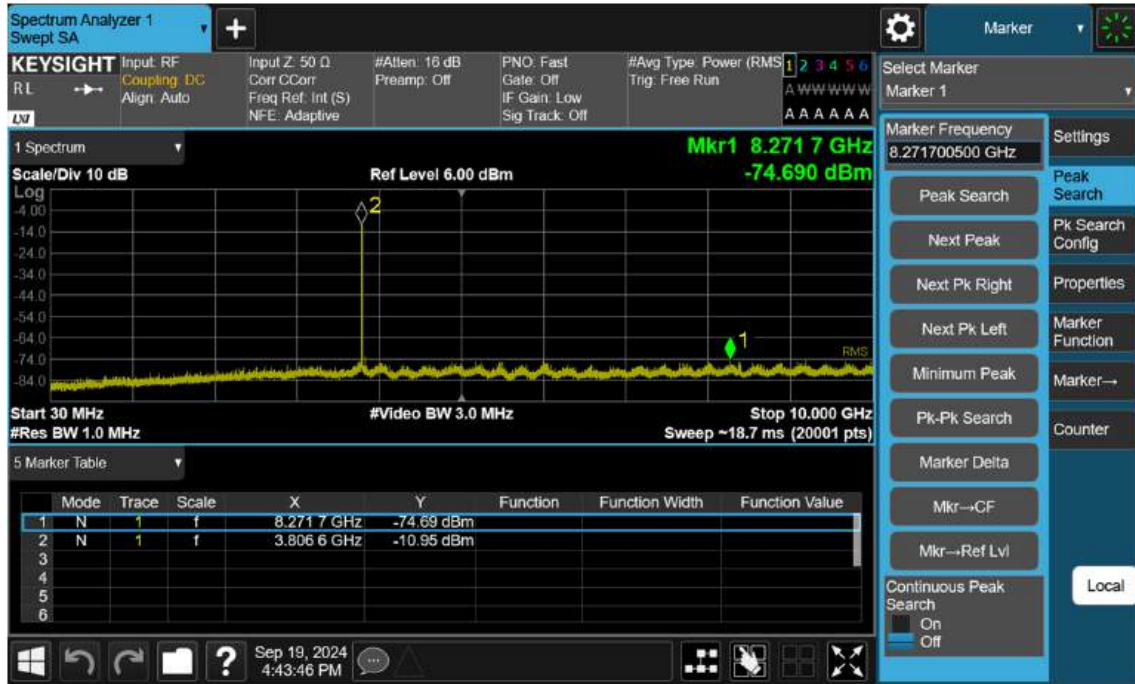 Spectrum Analyzer 1
Swept SA
+
Marker
KEYSIGHT
RL
LXI
Input: RF
Coupling: DC
Align: Auto
Input Z: 50 Ω
Corr CCorr
Freq Ref: Int (S)
NFE: Adaptive
#Atten: 16 dB
Preamp: Off
PNO: Fast
Gate: Off
IF Gain: Low
Sig Track: Off
#Avg Type: Power (RMS
Trig: Free Run
1 2 3 4 5 6
A W W W W W
A A A A A A
Select Marker
Marker 1
1 Spectrum
Mkr1 8.271 7 GHz
-74.690 dBm
Scale/Div 10 dB
Ref Level 6.00 dBm
Log
-4.00
-14.0
-24.0
-34.0
-44.0
-54.0
-64.0
-74.0
-84.0
2
1
RMS
Start 30 MHz
#Video BW 3.0 MHz
Stop 10.000 GHz
#Res BW 1.0 MHz
Sweep ~18.7 ms (20001 pts)
5 Marker Table
Mode Trace Scale X Y Function Function Width Function Value
1 N 1 f 8.271 7 GHz -74.69 dBm
2 N 1 f 3.806 6 GHz -10.95 dBm
3
4
5
6
Marker Frequency
8.271700500 GHz
Peak Search
Next Peak
Next Pk Right
Next Pk Left
Minimum Peak
Pk-Pk Search
Marker Delta
Mkr→CF
Mkr→Ref Lvl
Continuous Peak
Search
On
Off
Settings
Peak
Search
Pk Search
Config
Properties
Marker
Function
Marker→
Counter
Local
?
Sep 19, 2024
4:43:46 PM